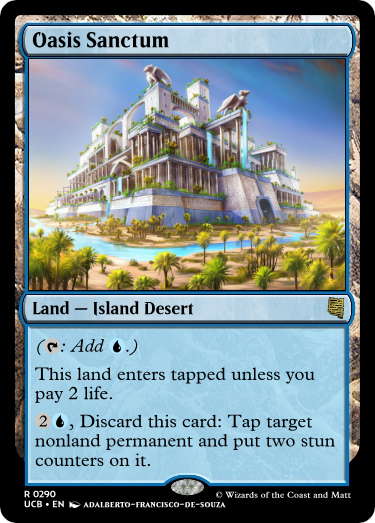 Oasis Sanctum
Land — Island Desert
(: Add .)
This land enters tapped unless you
pay 2 life.
2, Discard this card: Tap target
nonland permanent and put two stun
counters on it.
R 0290
UCB • EN ADALBERTO-FRANCISCO-DE-SOUZA
© Wizards of the Coast and Matt